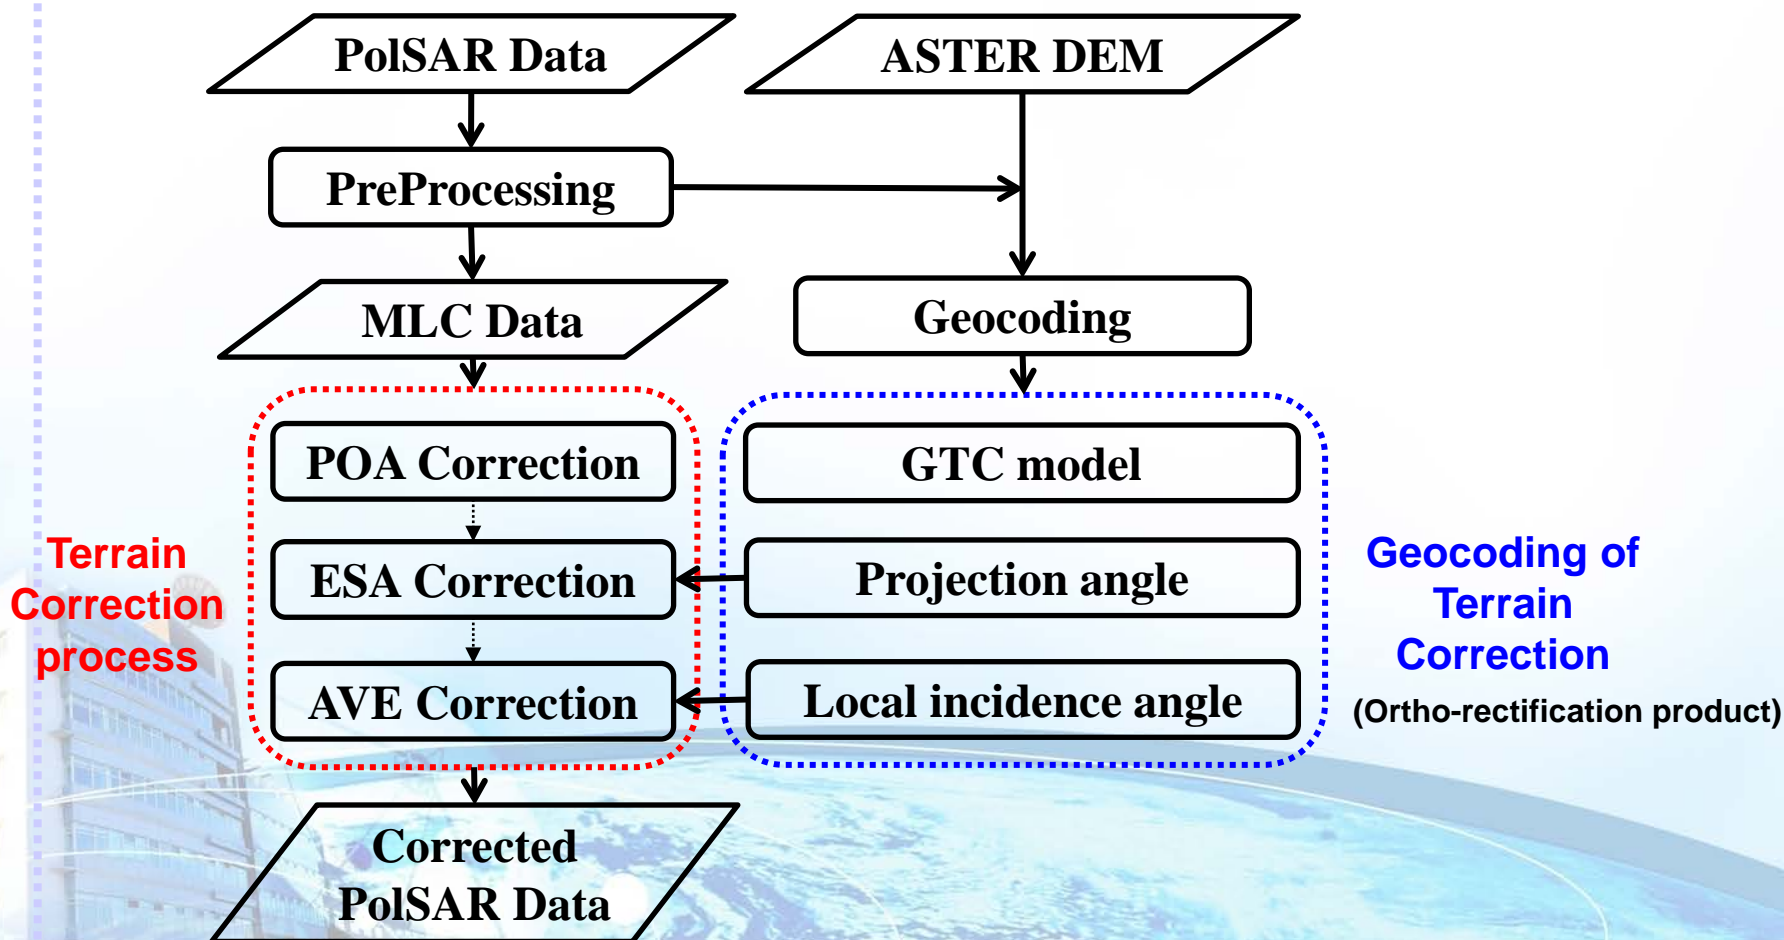 PolSAR Data
ASTER DEM
PreProcessing
MLC Data
Geocoding
POA Correction
GTC model
ESA Correction
Projection angle
AVE Correction
Local incidence angle
Terrain
Correction
process
Geocoding of
Terrain
Correction
(Ortho-rectification product)
Corrected
PolSAR Data